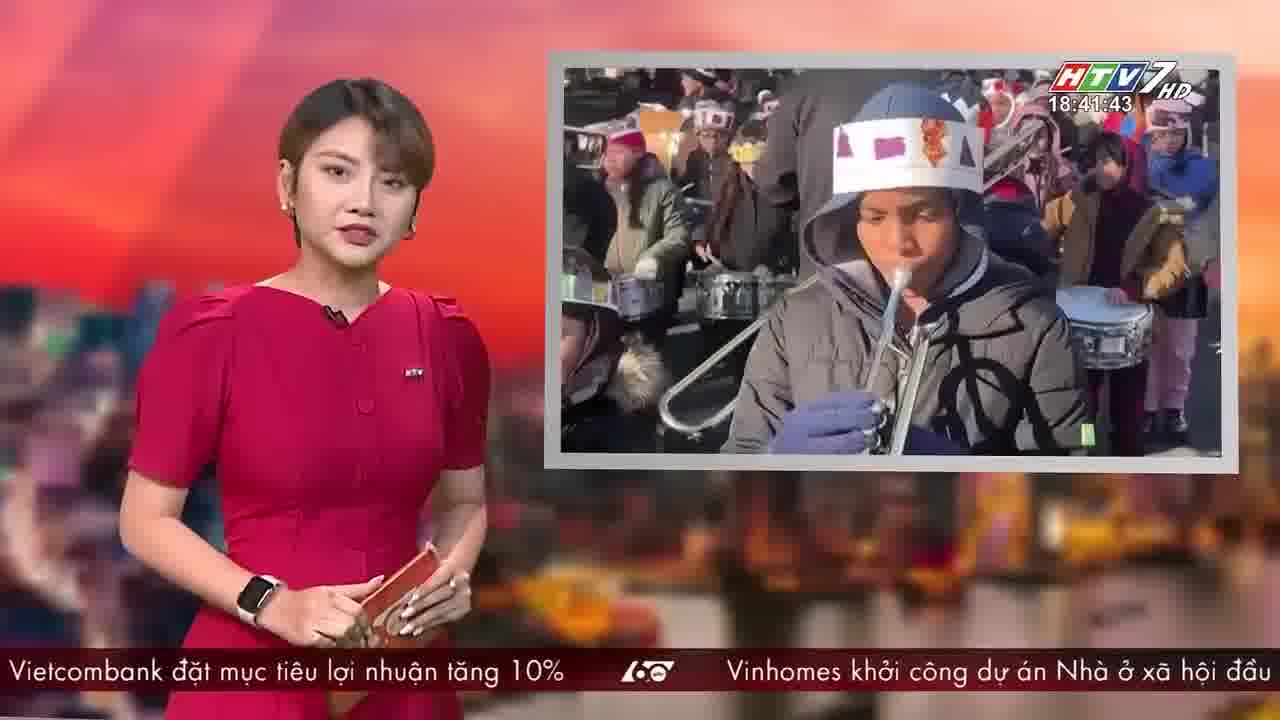 HTV7 HD
18:41:43
HTV
Vietcombank đặt mục tiêu lợi nhuận tăng 10% 60 Vinhomes khởi công dự án Nhà ở xã hội đầu